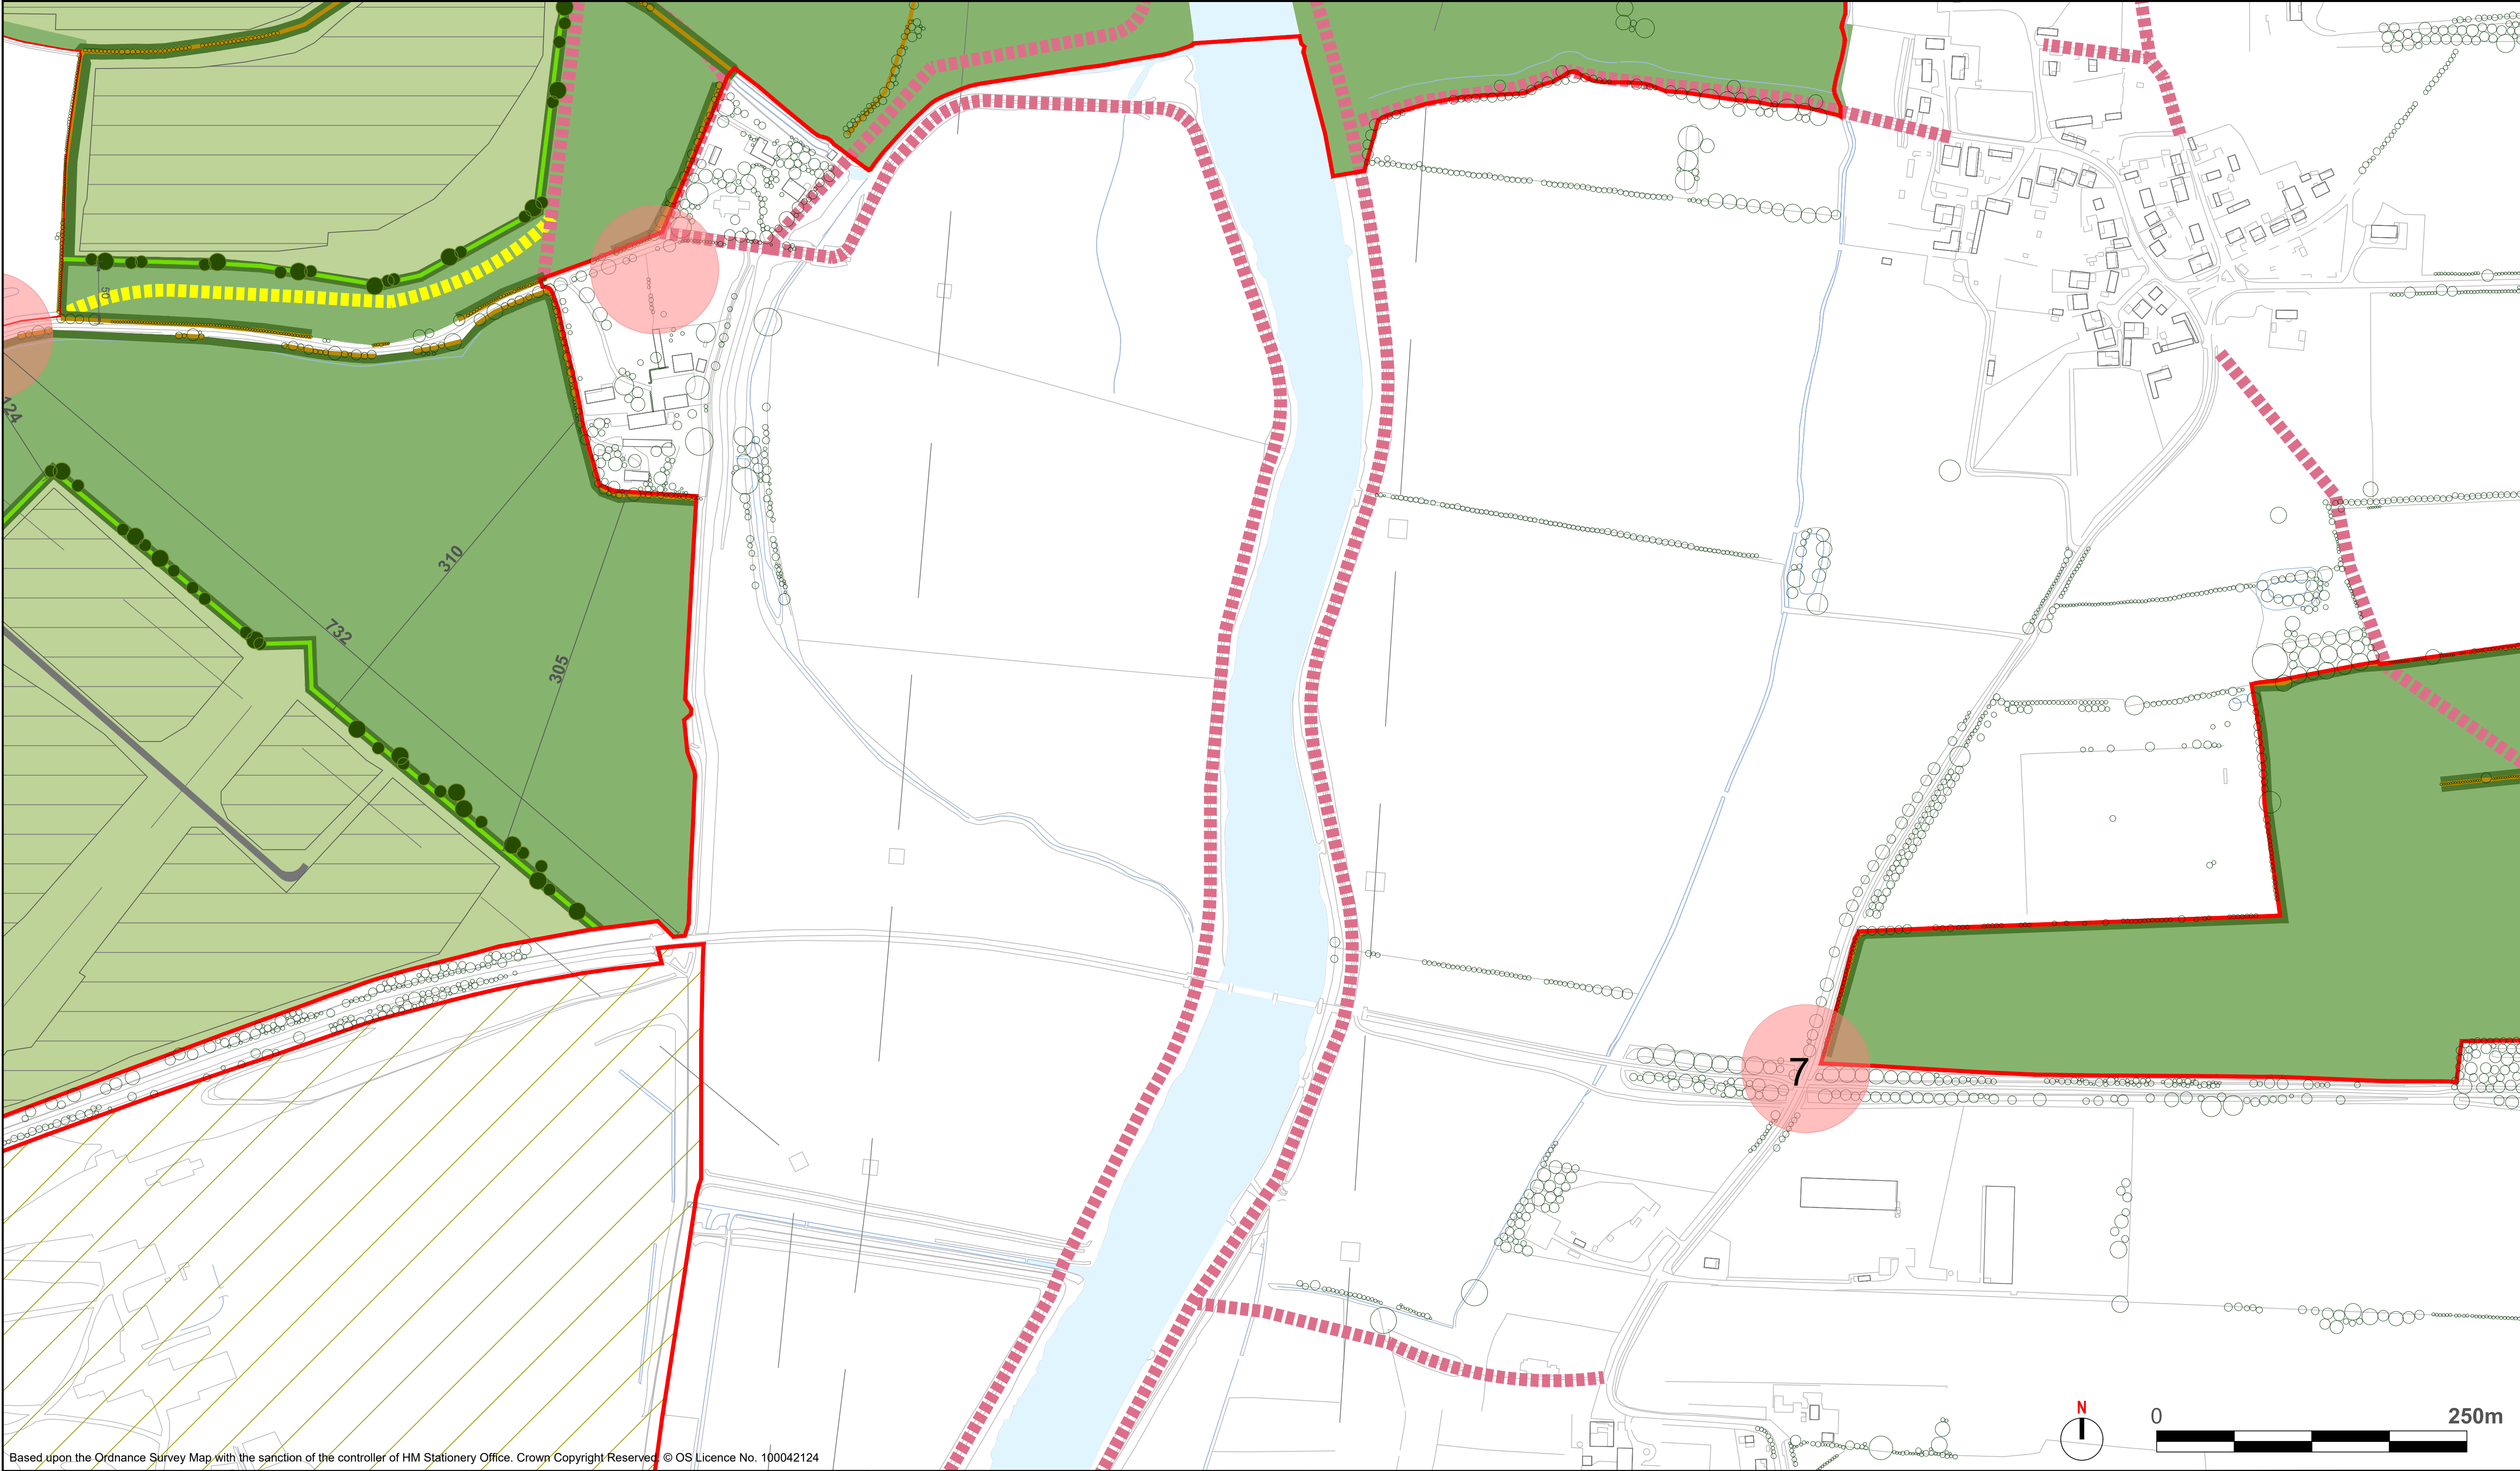 50
124
310
732
305
7
N
0
250m
Based upon the Ordnance Survey Map with the sanction of the controller of HM Stationery Office. Crown Copyright Reserved. © OS Licence No. 100042124